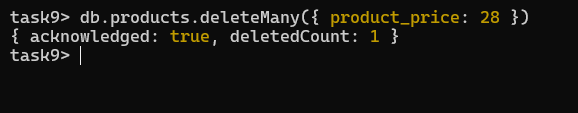 task9> db.products.deleteMany({ product_price: 28 })
{ acknowledged: true, deletedCount: 1 }
task9>